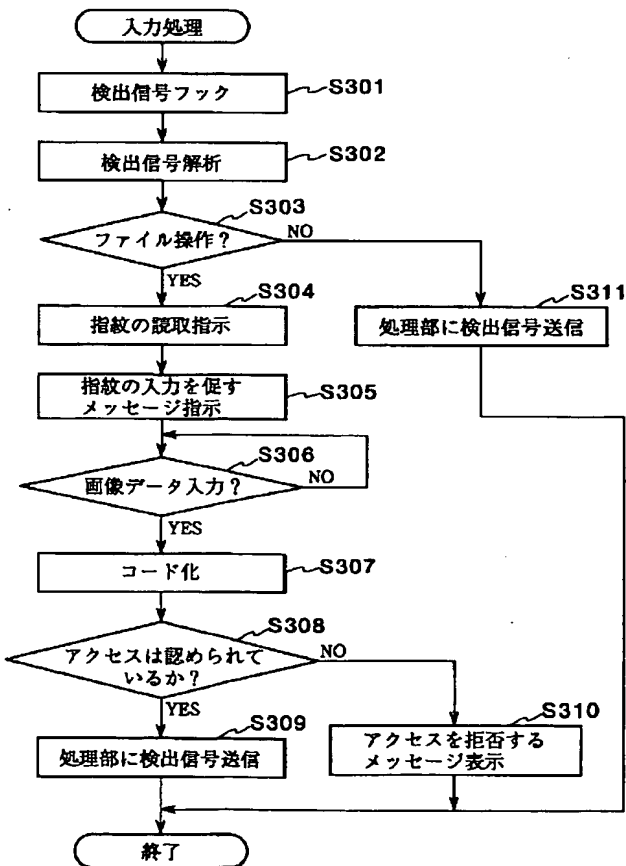 入力処理
検出信号フック
S301
検出信号解析
S302
ファイル操作？
S303
NO
YES
指紋の読取指示
S304
処理部に検出信号送信
S311
指紋の入力を促す
メッセージ指示
S305
画像データ入力？
S306
NO
YES
コード化
S307
アクセスは認められて
いるか？
S308
NO
YES
処理部に検出信号送信
S309
アクセスを拒否する
メッセージ表示
S310
終了